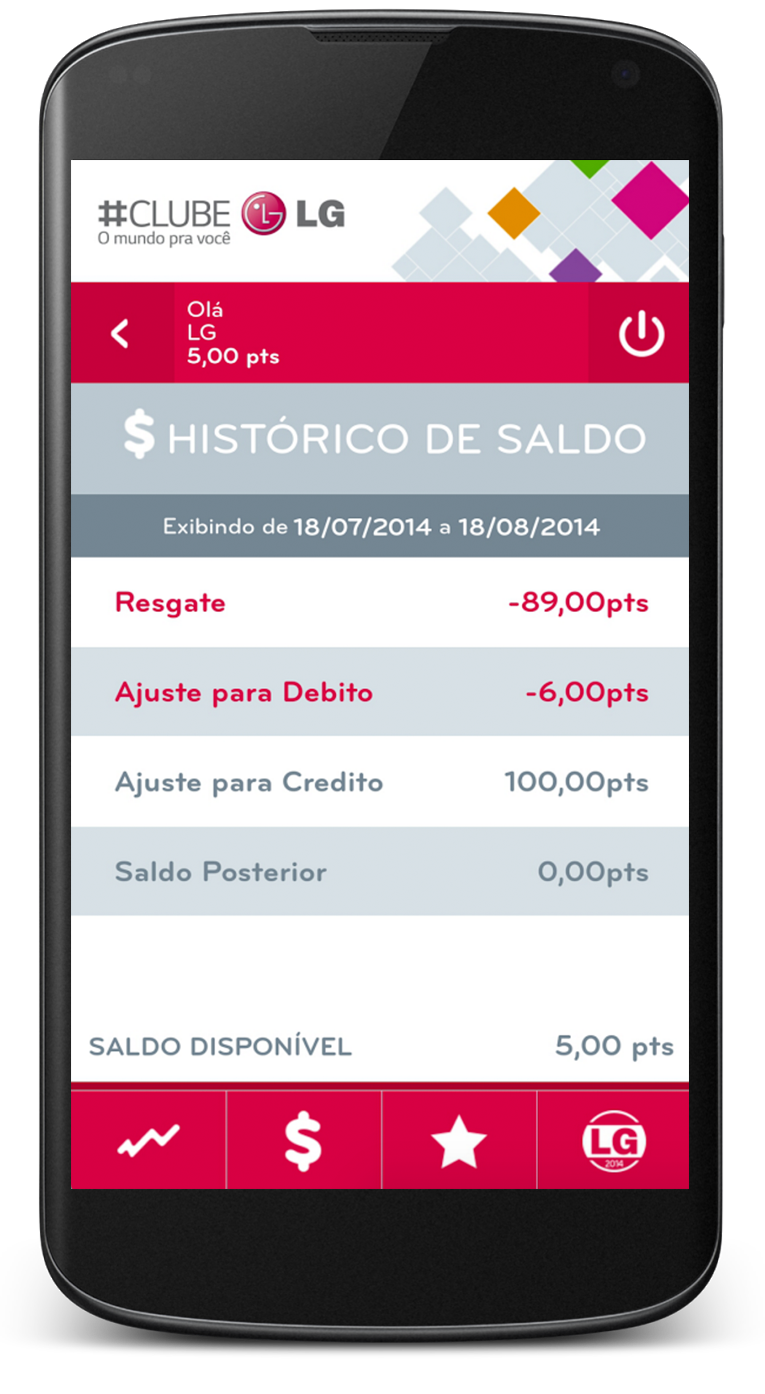 #CLUBE LG LG
O mundo pra você
Olá
LG
5,00 pts
$ HISTÓRICO DE SALDO
Exibindo de 18/07/2014 a 18/08/2014
Resgate -89,00pts
Ajuste para Debito -6,00pts
Ajuste para Credito 100,00pts
Saldo Posterior 0,00pts
SALDO DISPONÍVEL 5,00 pts
$ LG
2014